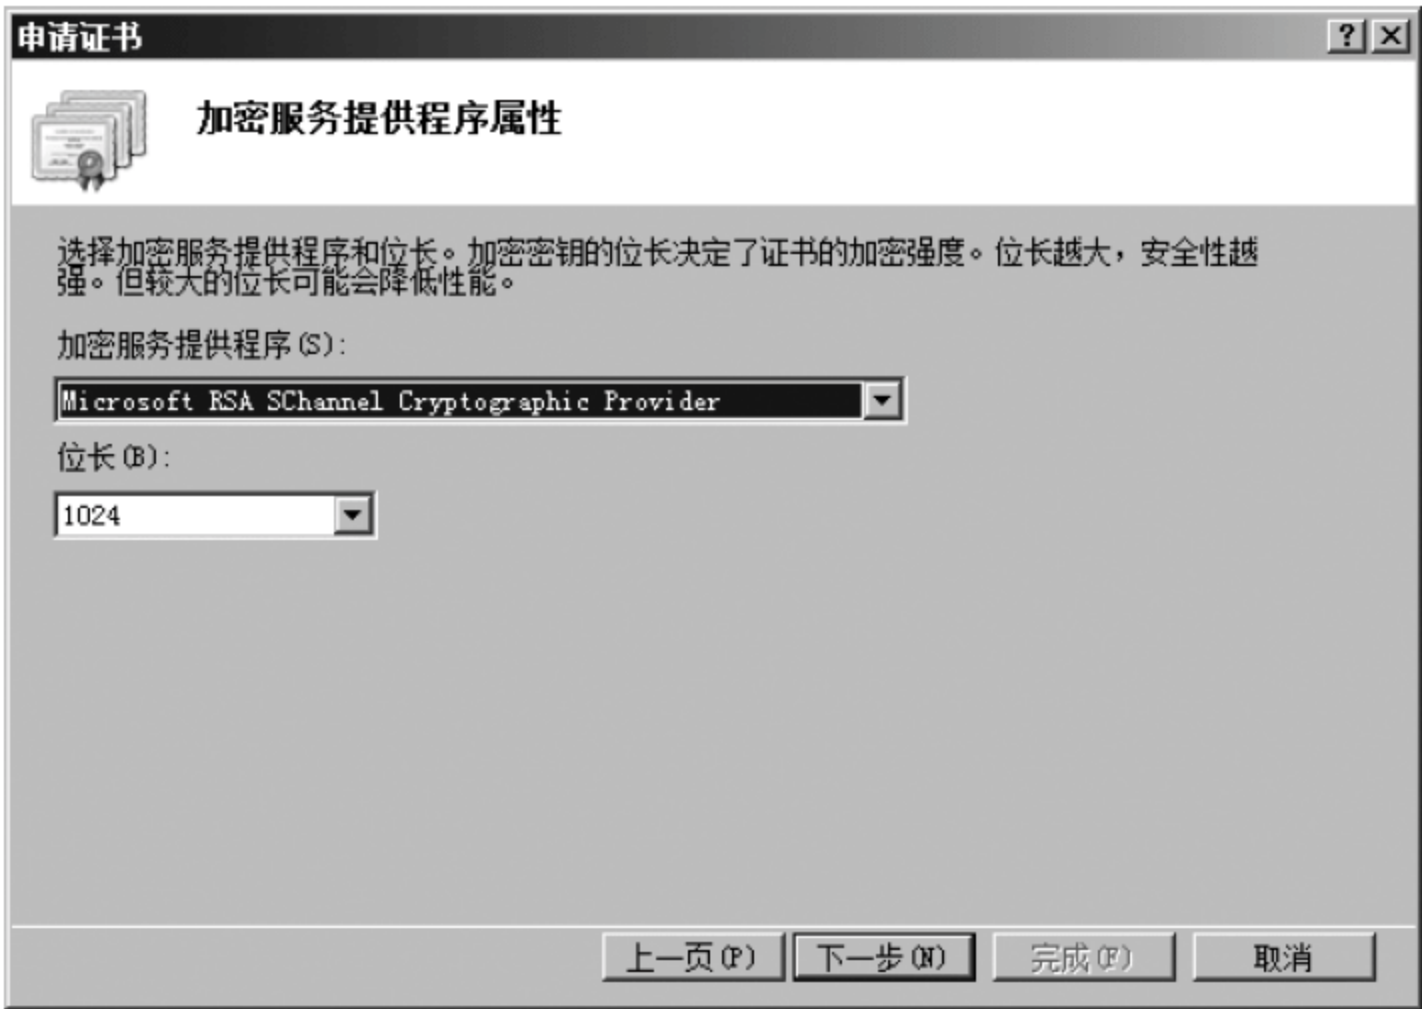 申请证书
加密服务提供程序属性
选择加密服务提供程序和位长。加密密钥的位长决定了证书的加密强度。位长越大，安全性越
强。但较大的位长可能会降低性能。
加密服务提供程序(S)：
Microsoft RSA SChannel Cryptographic Provider
位长(B)：
1024
上一页(P) 下一步(N) 完成(F) 取消